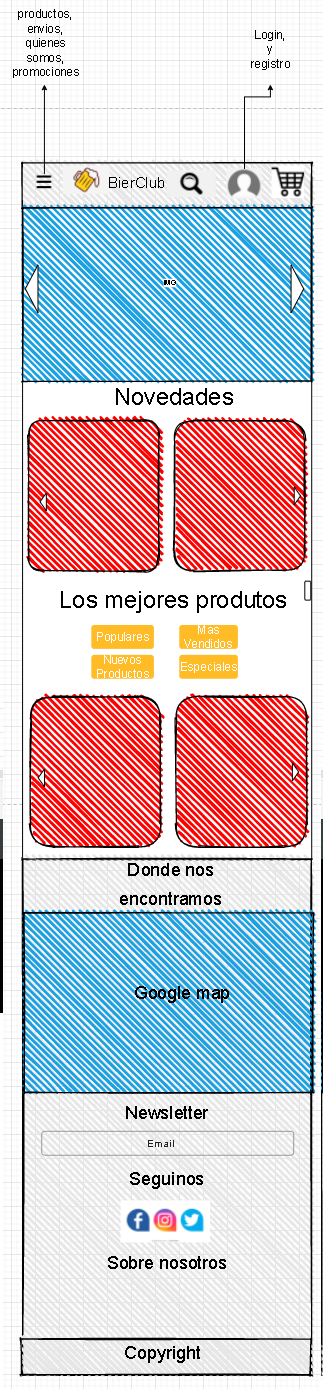 productos,
envios,
quienes
somos,
promociones
Login,
y
registro
BierClub
IMG
Novedades
Los mejores produtos
Populares
Mas
Vendidos
Nuevos
Productos
Especiales
Donde nos
encontramos
Google map
Newsletter
Email
Seguinos
Sobre nosotros
Copyright